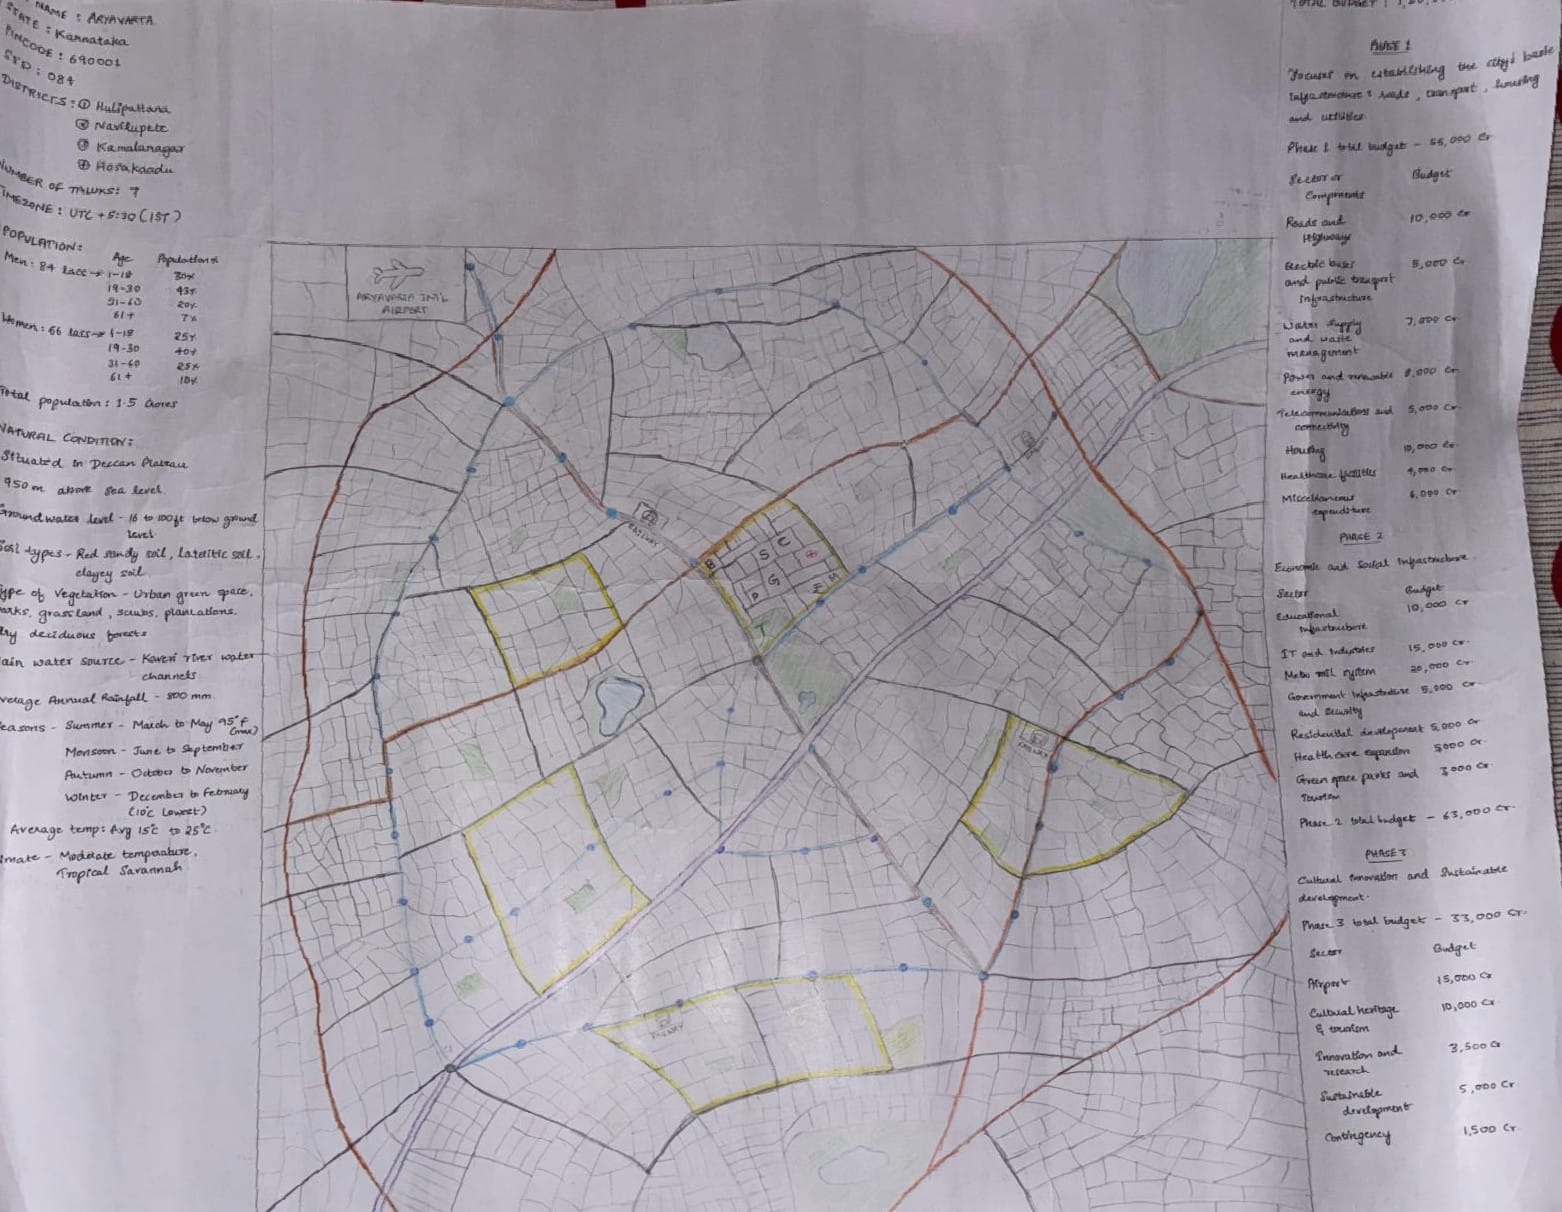 NAME : ARYAVARTA
STATE : Karnataka
PINCODE : 690001
STD : 084
DISTRICTS : ① Hulipattana
② Navilupete
③ Kamalanagar
④ Hosakaadu
NUMBER OF TALUKS: 9
TIMEZONE : UTC +5:30 (IST)
POPULATION:
Age Population%
Men : 84 lacs → 1-18 30%
19-30 43%
31-60 20%
61+ 7%
Women : 66 lacs → 1-18 25%
19-30 40%
31-60 25%
61+ 10%
Total population : 1.5 Crores
NATURAL CONDITION:
Situated in Deccan Plateau
950 m above sea level.
Ground water level - 16 to 100ft below ground
level
Soil types - Red sandy soil, lateritic soil,
clayey soil
ype of Vegetation - Urban green space,
arks, grassland, scrubs, plantations,
dry deciduous forests
ain water source - Kaveri river water
channels
verage Annual Rainfall - 800 mm.
easons - Summer - March to May 95°F
(max)
Monsoon - June to September
Autumn - October to November
Winter - December to February
(10°C Lowest)
Average temp : Avg 15°C to 25°C.
imate - Moderate temperature,
Tropical Savannah
ARYAVARTA INT'L
AIRPORT
RAILWAY
B
S
C
G
P
M
T
RAILWAY
RAILWAY
TOTAL BUDGET :
PHASE 1
Focuses on establishing the city's basic
infrastructure : roads, transport, housing
and utilities.
Phase 1 total budget - 55,000 Cr
Sector or Budget
Components
Roads and 10,000 Cr
Highways
Electric buses 5,000 Cr
and public transport
infrastructure
Water supply 7,000 Cr
and waste
management
Power and renewable 8,000 Cr
energy
Telecommunications and 5,000 Cr
connectivity
Housing 10,000 Cr
Healthcare facilities 4,000 Cr
Miscellaneous 6,000 Cr
expenditure
PHASE 2
Economic and Social Infrastructure.
Sector Budget
Educational 10,000 Cr
Infrastructure
IT and Industries 15,000 Cr
Metro rail system 20,000 Cr
Government Infrastructure 5,000 Cr
and Security
Residential development 5,000 Cr
Health care expansion 5000 Cr
Green space parks and 3000 Cr
Tourism
Phase 2 total budget - 63,000 Cr
PHASE 3
Cultural Innovation and Sustainable
development.
Phase 3 total budget - 33,000 Cr.
Sector Budget
Airport 15,000 Cr
Cultural heritage 10,000 Cr
& tourism
Innovation and 3,500 Cr
research
Sustainable 5,000 Cr
development
Contingency 1,500 Cr